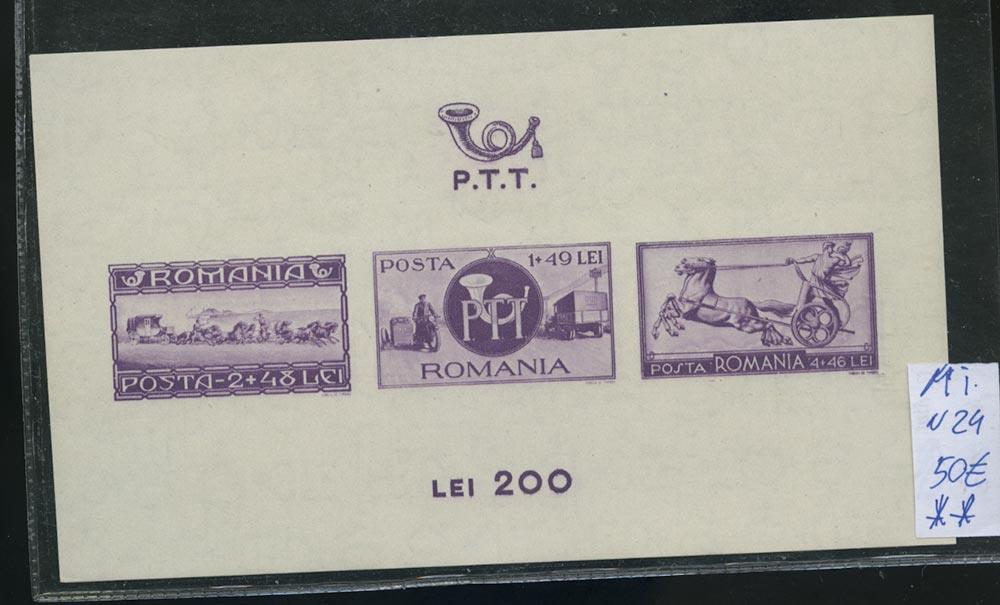 P.T.T.
ROMANIA
POSTA-2+48 LEI
POSTA 1+49 LEI
PTT
ROMANIA
POSTA ROMANIA 4+46 LEI
LEI 200
Mi.
N24
50€
**